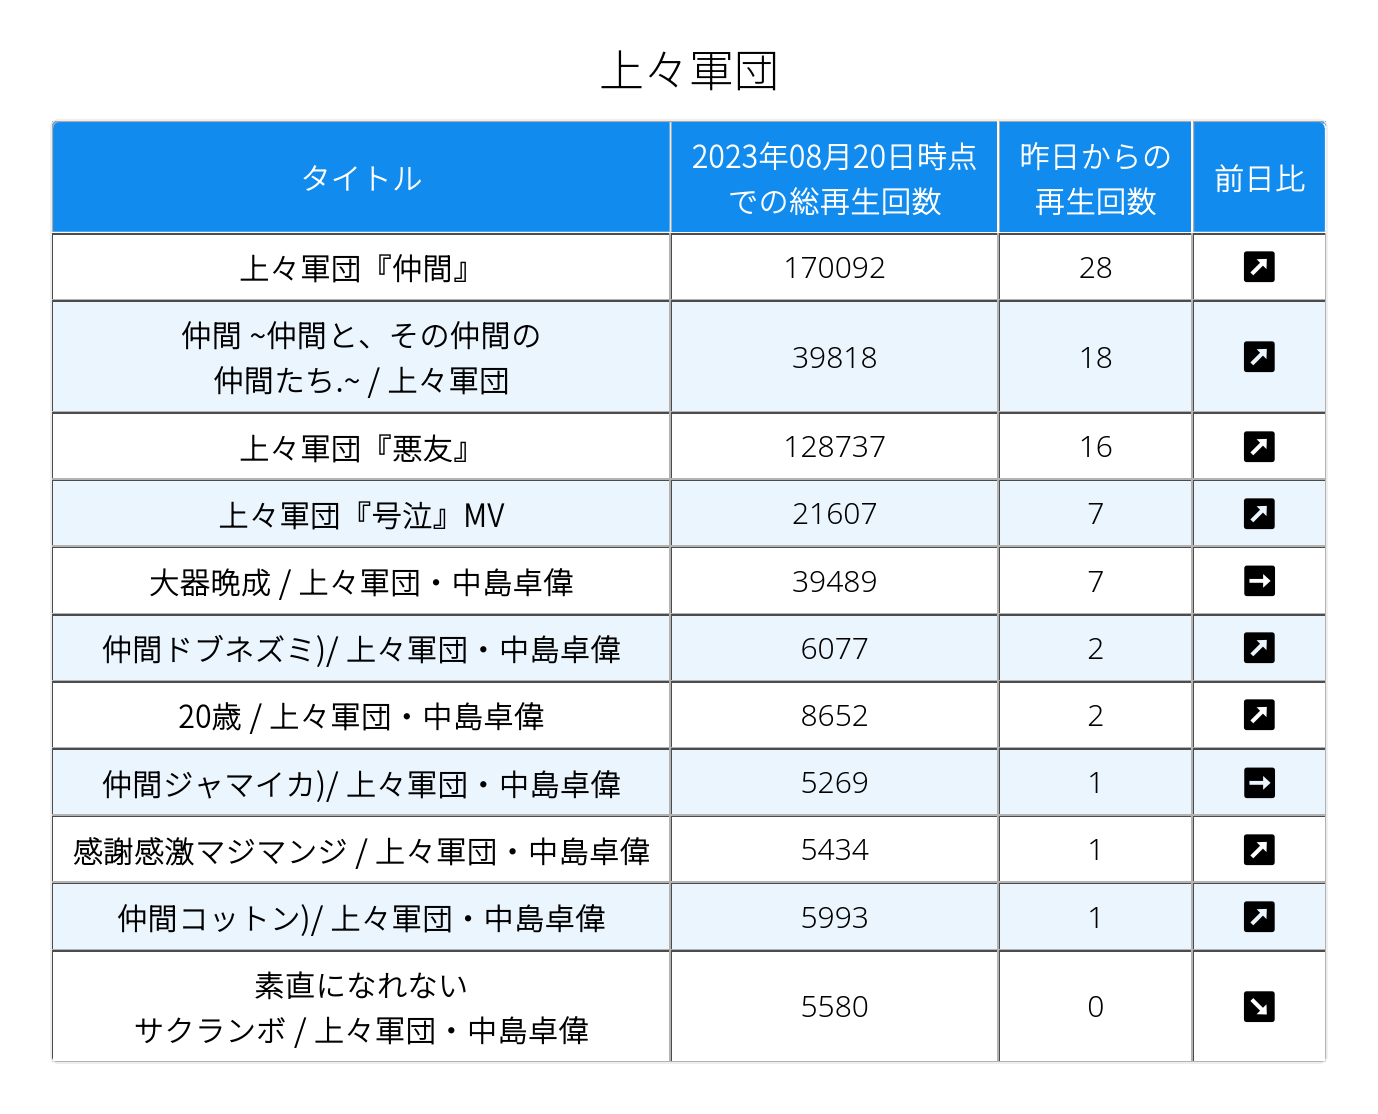 上々軍団
タイトル
2023年08月20日時点
での総再生回数
昨日からの
再生回数
前日比
上々軍団『仲間』
170092
28
仲間 ~仲間と、その仲間の
仲間たち.~ / 上々軍団
39818
18
上々軍団『悪友』
128737
16
上々軍団『号泣』MV
21607
7
大器晩成 / 上々軍団・中島卓偉
39489
7
仲間ドブネズミ)/ 上々軍団・中島卓偉
6077
2
20歳 / 上々軍団・中島卓偉
8652
2
仲間ジャマイカ)/ 上々軍団・中島卓偉
5269
1
感謝感激マジマンジ / 上々軍団・中島卓偉
5434
1
仲間コットン)/ 上々軍団・中島卓偉
5993
1
素直になれない
サクランボ / 上々軍団・中島卓偉
5580
0